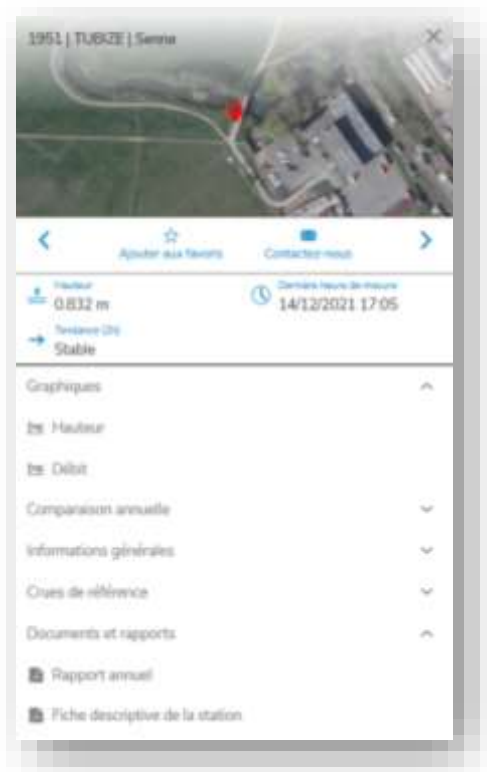 1951 | TUBIZE | Senne
Ajouter aux favoris Contactez-nous
Hauteur Dernière heure de mesure
0.832 m 14/12/2021 17:05
Tendance (2h)
Stable
Graphiques
Hauteur
Débit
Comparaison annuelle
Informations générales
Crues de référence
Documents et rapports
Rapport annuel
Fiche descriptive de la station